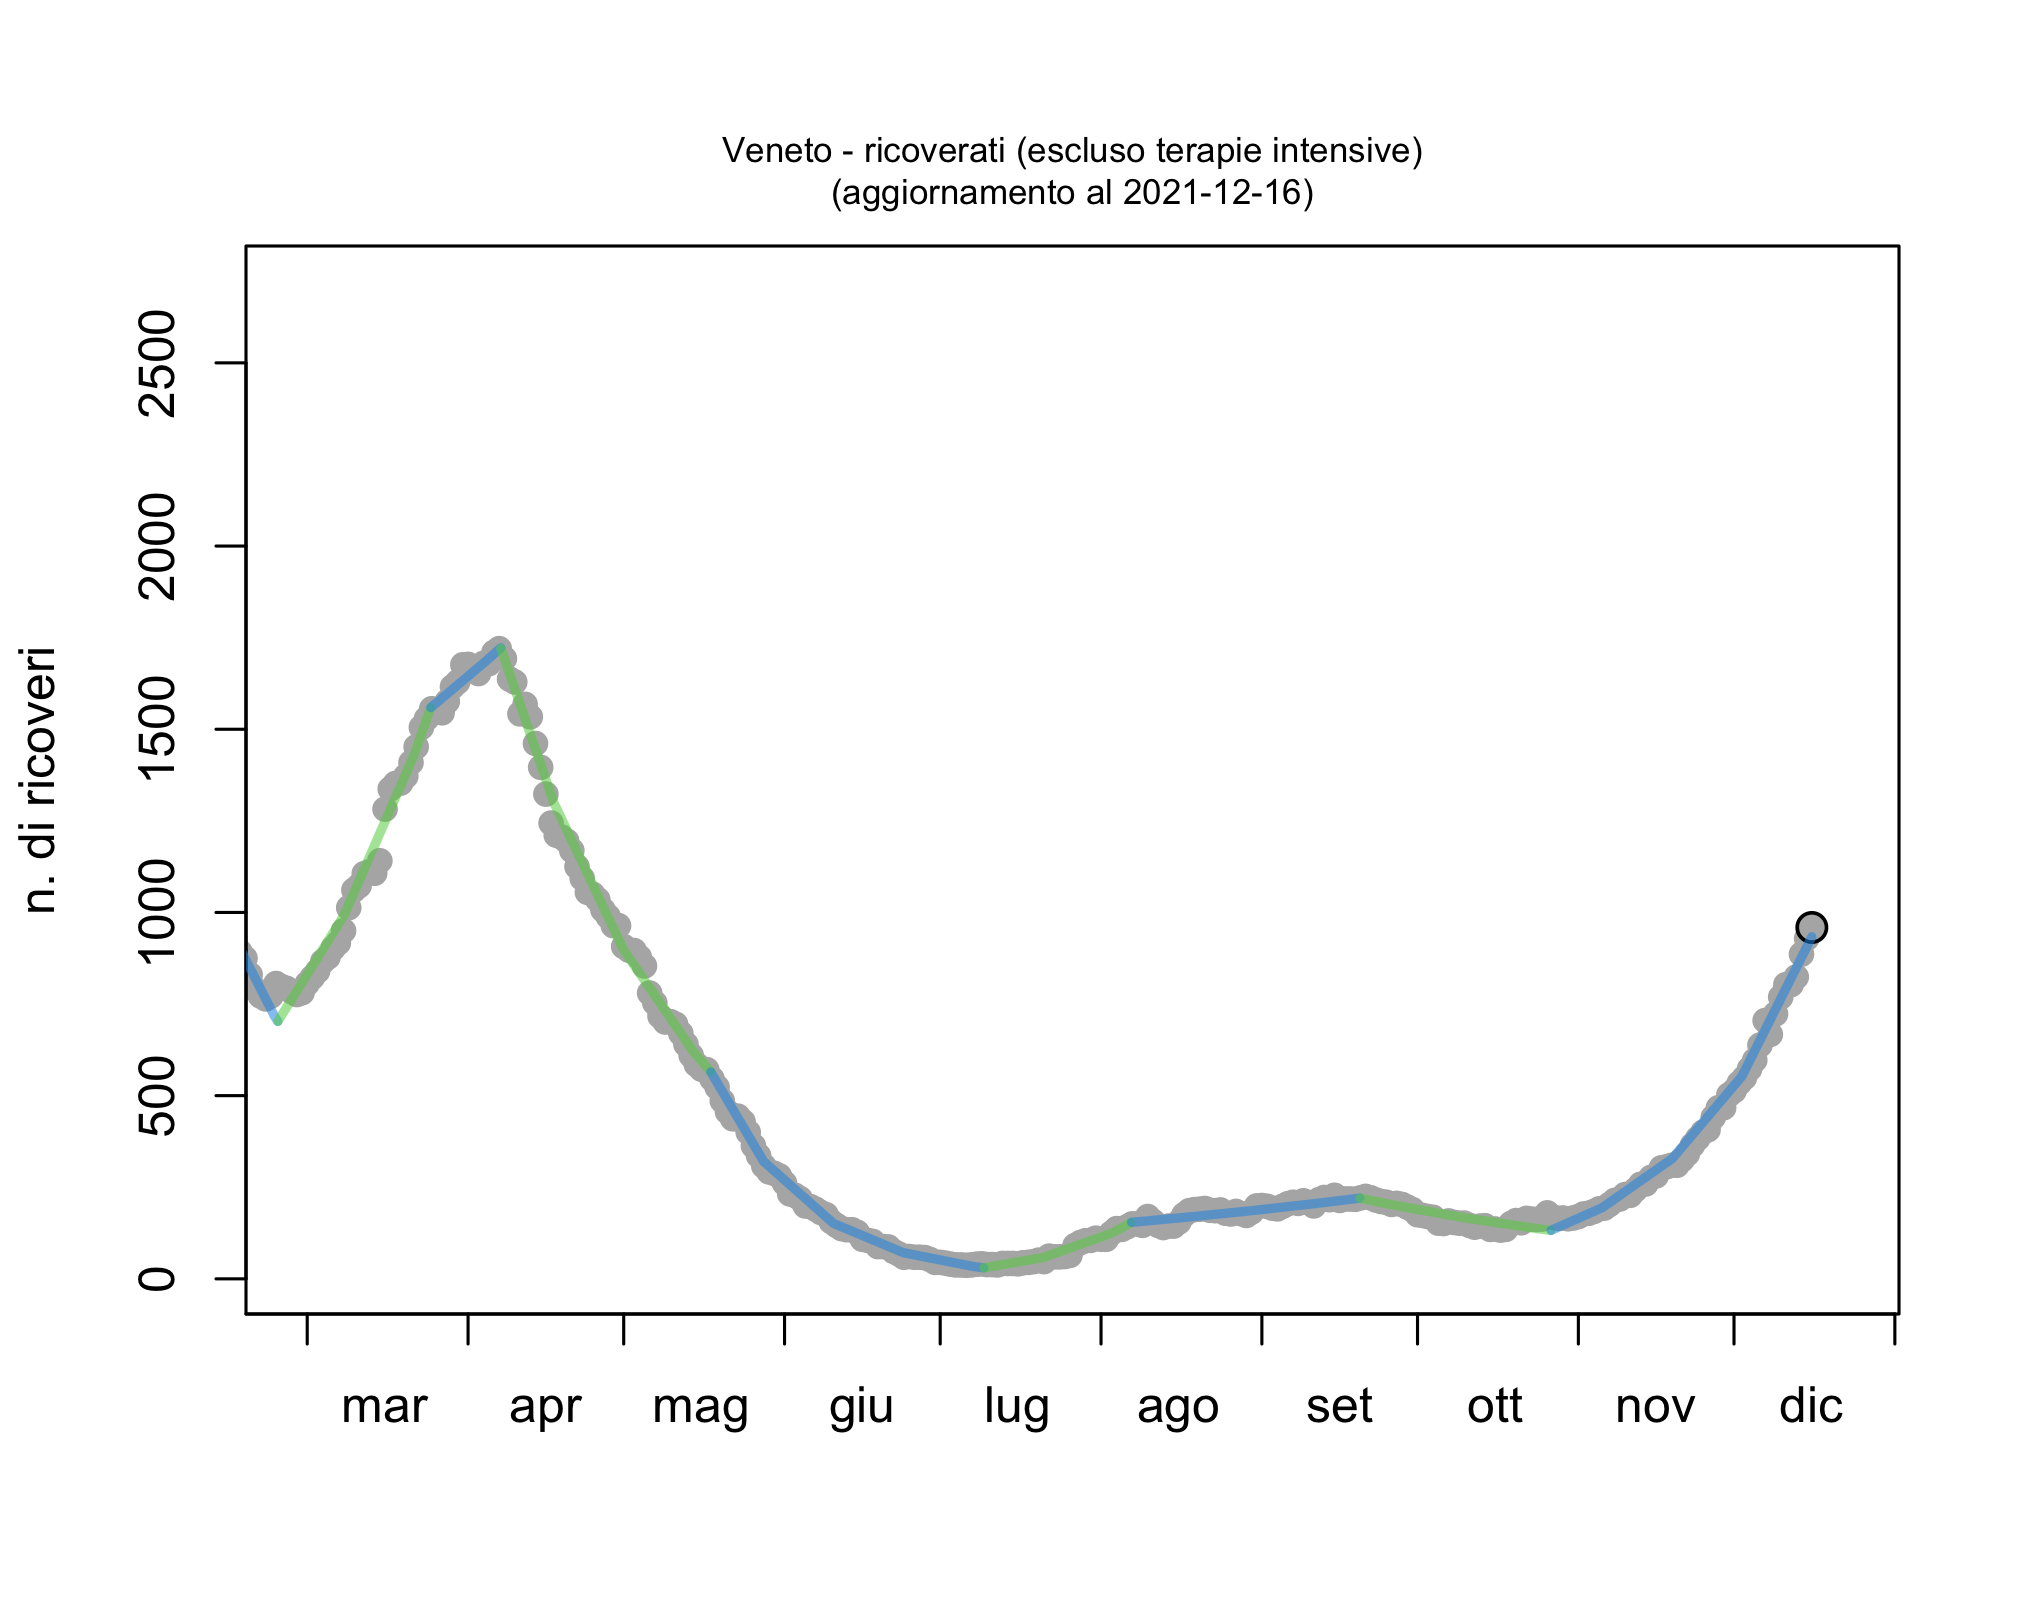 Veneto - ricoverati (escluso terapie intensive)
(aggiornamento al 2021-12-16)
n. di ricoveri
2500
2000
1500
1000
500
0
mar apr mag giu lug ago set ott nov dic